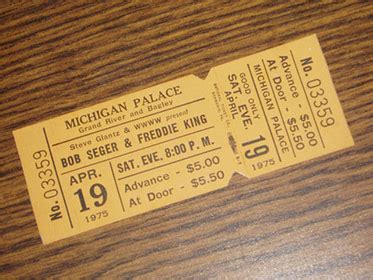 No. 03359
MICHIGAN PALACE
Grand River and Bagley
Steve Glantz & WWWW present
BOB SEGER & FREDDIE KING
APR.
19
1975
SAT. EVE. 8:00 P. M.
Advance - $5.00
At Door - $5.50
GOOD ONLY
SAT. EVE.
APRIL
19
1975
MICHIGAN PALACE
Advance - $5.00
At Door - $5.50
No. 03359